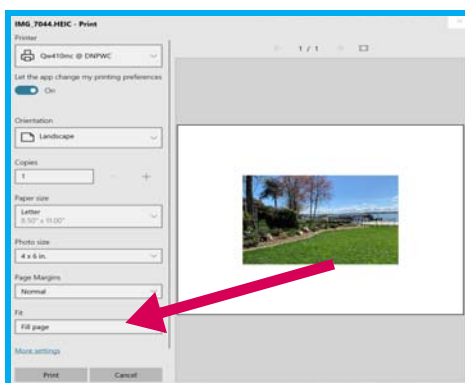 IMG_7044.HEIC - Print
Printer
Qw410mc @ DNPWC
1 / 1
Let the app change my printing preferences
On
Orientation
Landscape
Copies
1
Paper size
Letter
8.50" x 11.00"
Photo size
4 x 6 in.
Page Margins
Normal
Fit
Fill page
More settings
Print
Cancel